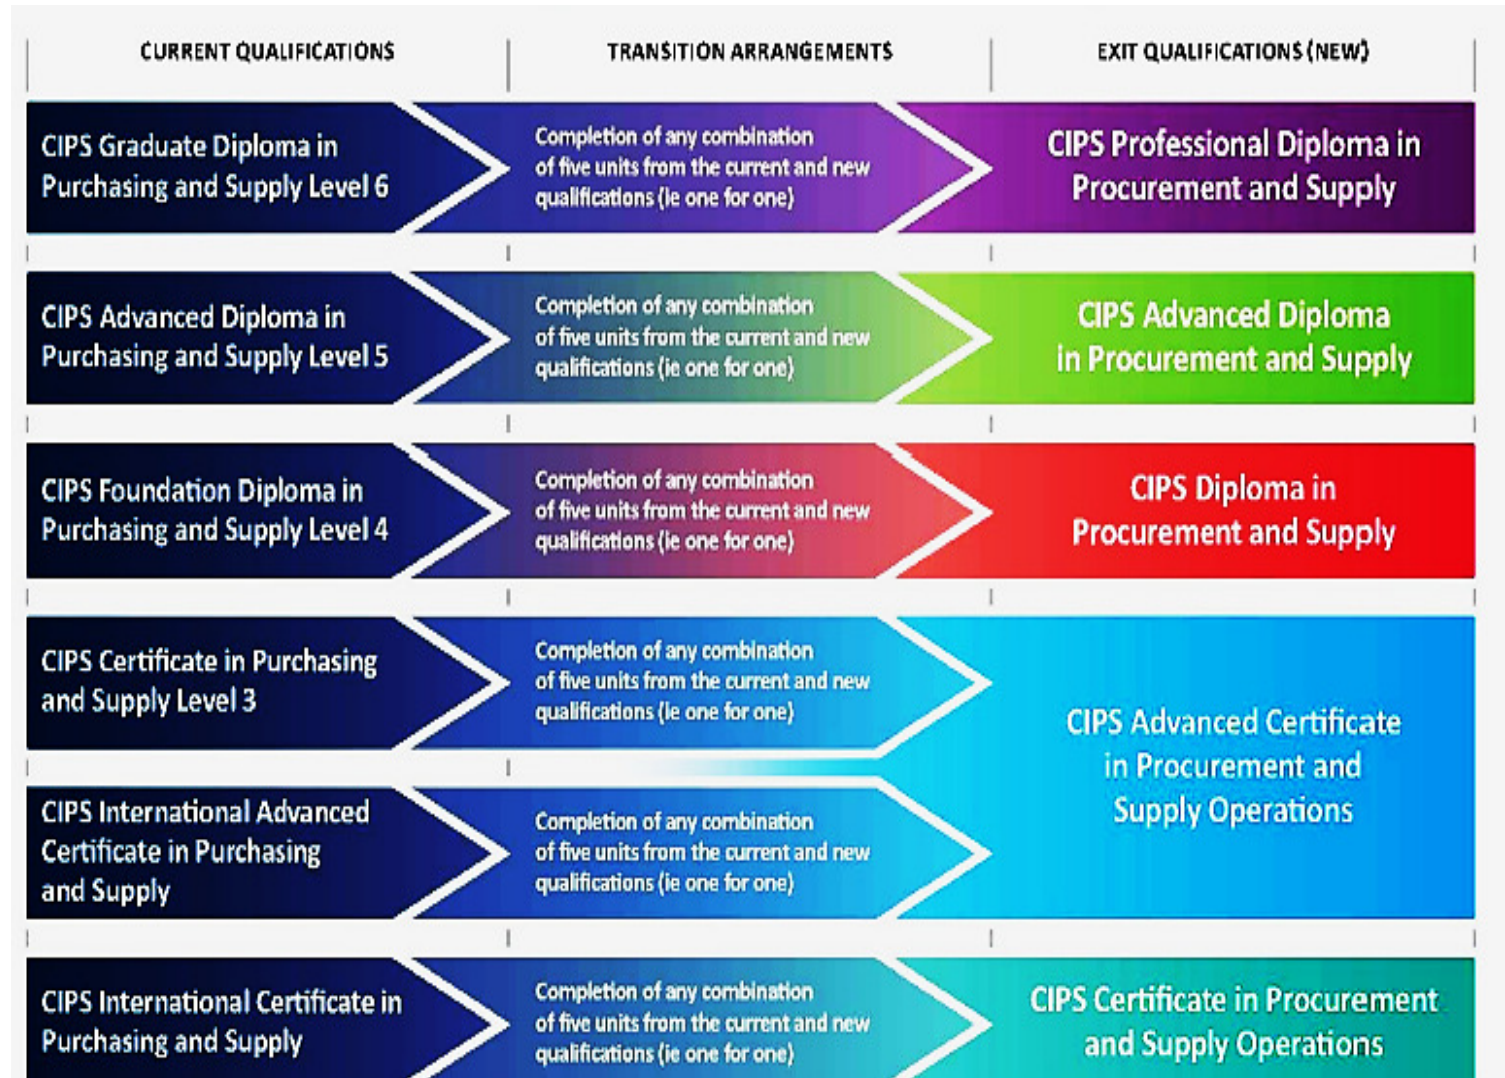 CURRENT QUALIFICATIONS
TRANSITION ARRANGEMENTS
EXIT QUALIFICATIONS (NEW)
CIPS Graduate Diploma in
Purchasing and Supply Level 6
Completion of any combination
of five units from the current and new
qualifications (ie one for one)
CIPS Professional Diploma in
Procurement and Supply
CIPS Advanced Diploma in
Purchasing and Supply Level 5
Completion of any combination
of five units from the current and new
qualifications (ie one for one)
CIPS Advanced Diploma
in Procurement and Supply
CIPS Foundation Diploma in
Purchasing and Supply Level 4
Completion of any combination
of five units from the current and new
qualifications (ie one for one)
CIPS Diploma in
Procurement and Supply
CIPS Certificate in Purchasing
and Supply Level 3
Completion of any combination
of five units from the current and new
qualifications (ie one for one)
CIPS Advanced Certificate
in Procurement and
Supply Operations
CIPS International Advanced
Certificate in Purchasing
and Supply
Completion of any combination
of five units from the current and new
qualifications (ie one for one)
CIPS International Certificate in
Purchasing and Supply
Completion of any combination
of five units from the current and new
qualifications (ie one for one)
CIPS Certificate in Procurement
and Supply Operations